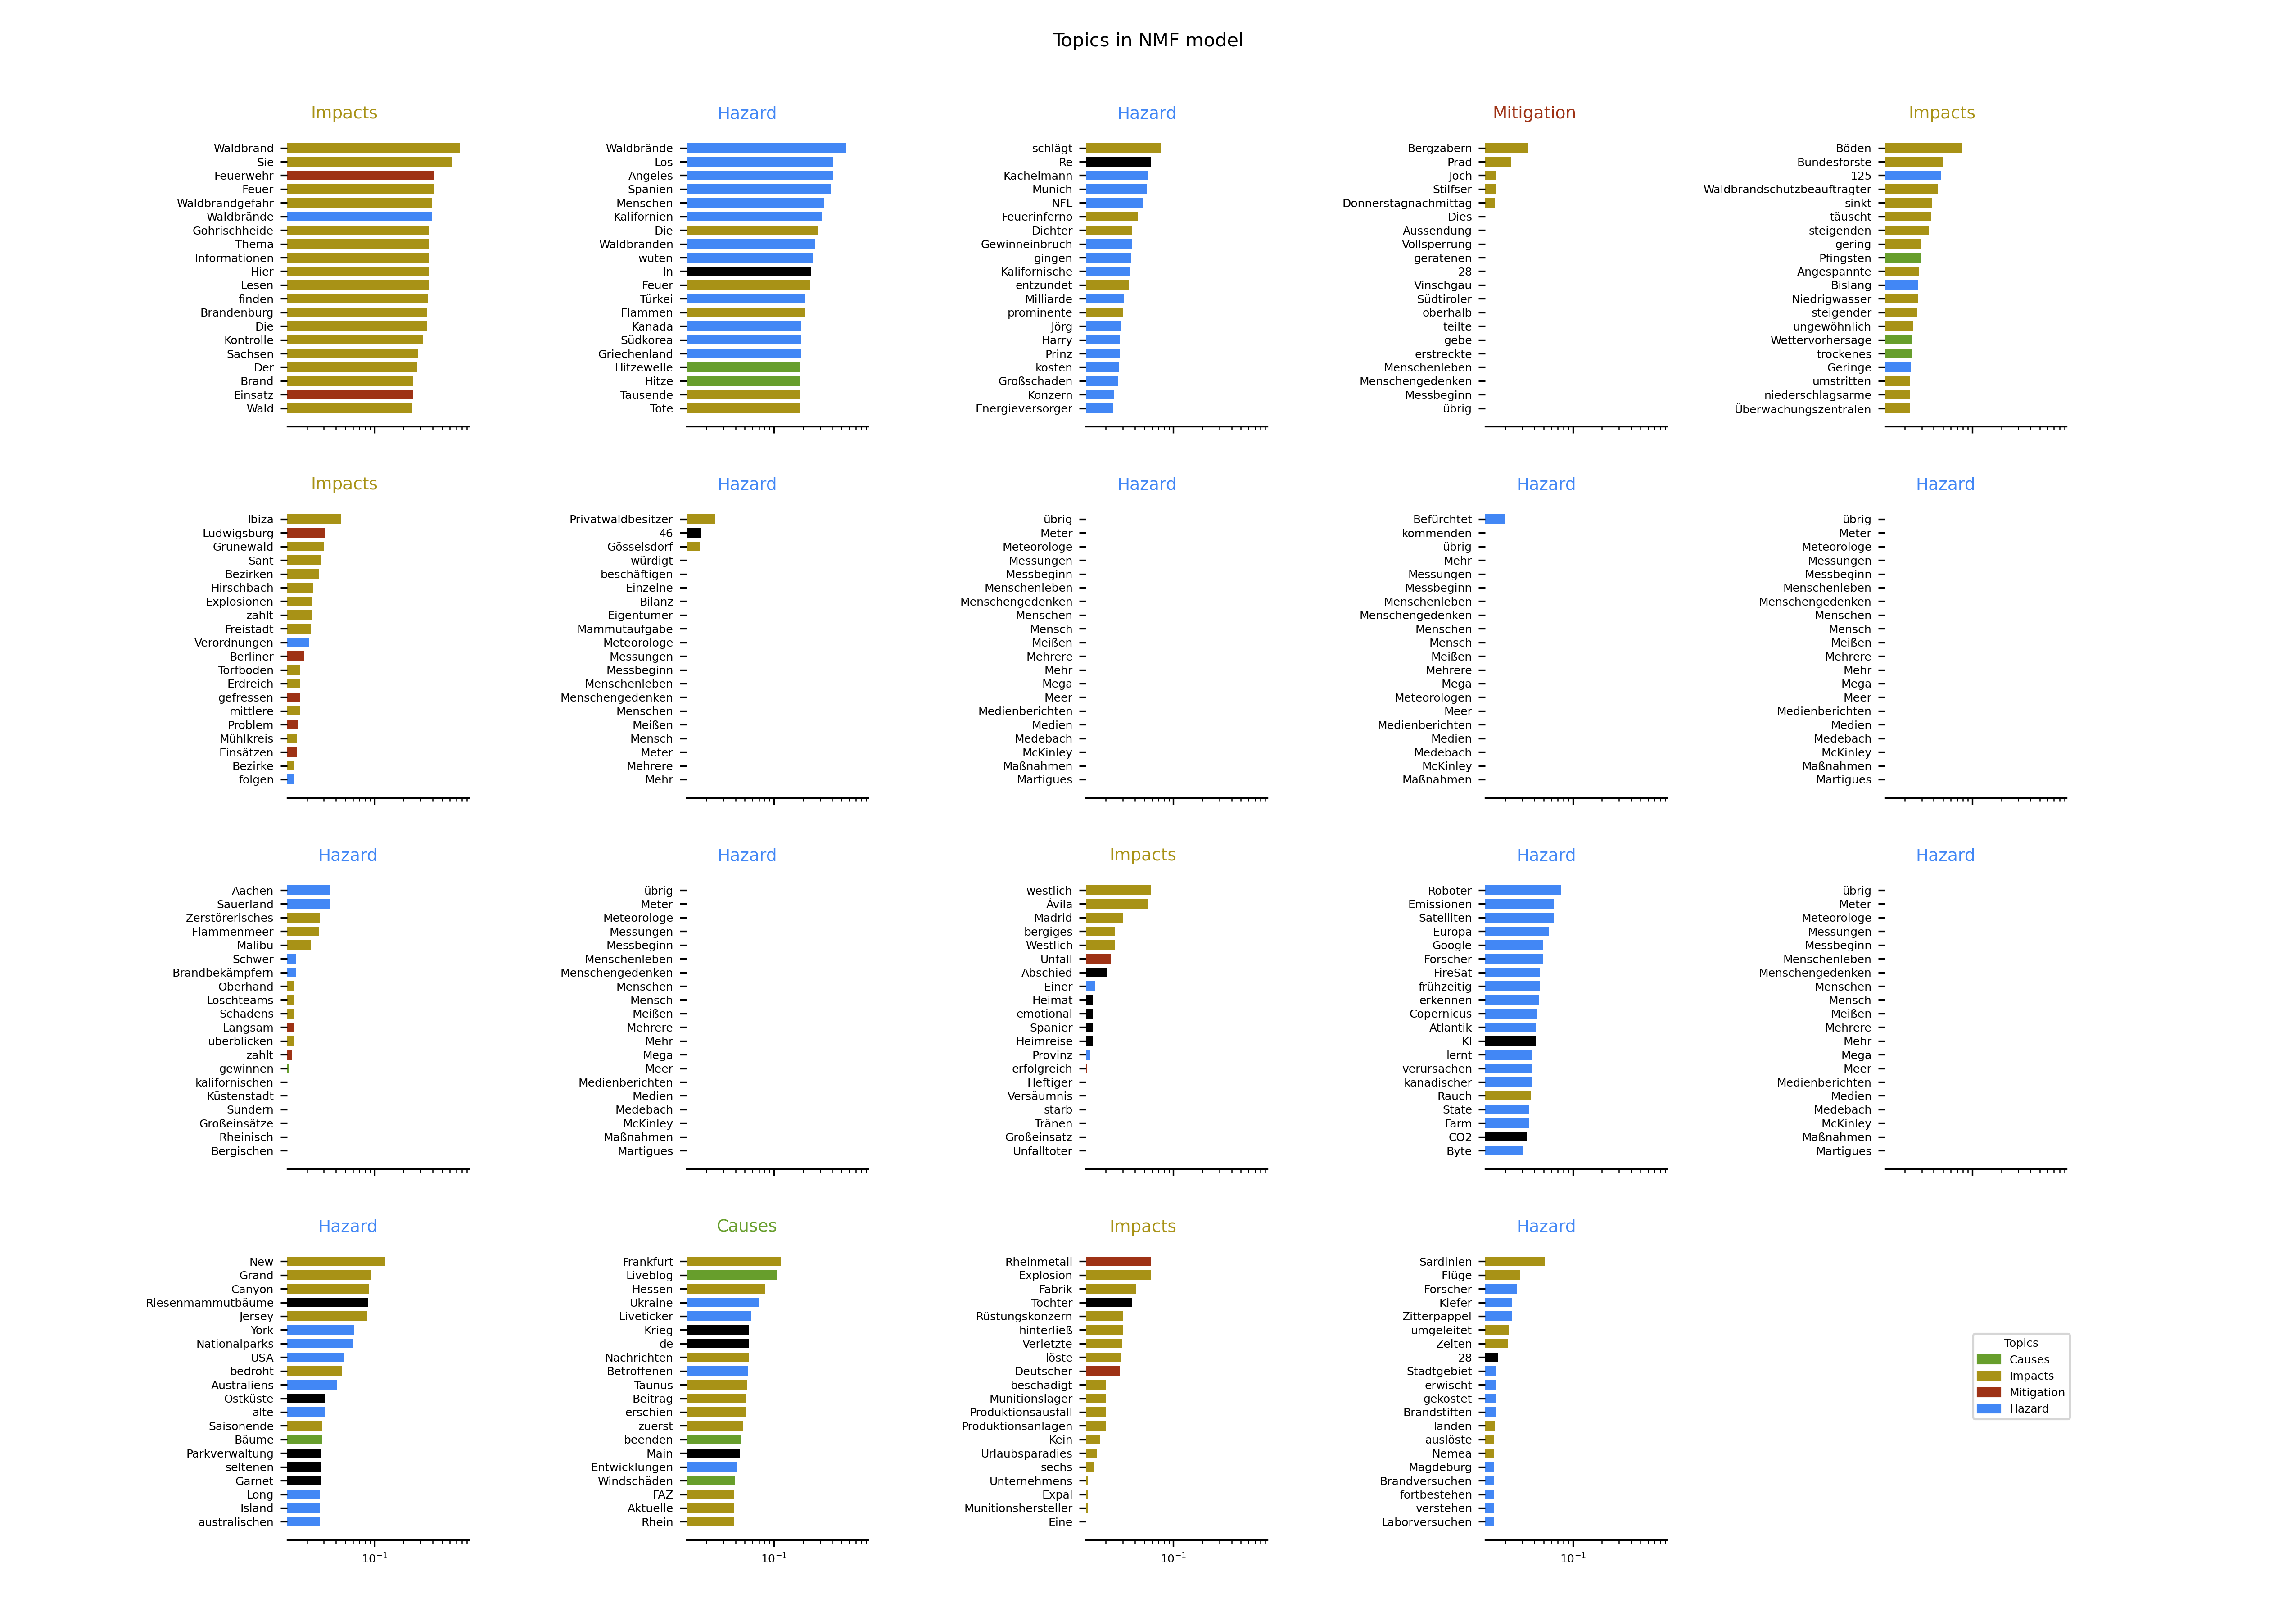 Topics in NMF model
Impacts
Waldbrand
Sie
Feuerwehr
Feuer
Waldbrandgefahr
Waldbrände
Gohrischheide
Thema
Informationen
Hier
Lesen
finden
Brandenburg
Die
Kontrolle
Sachsen
Der
Brand
Einsatz
Wald
Hazard
Waldbrände
Los
Angeles
Spanien
Menschen
Kalifornien
Die
Waldbränden
wüten
In
Feuer
Türkei
Flammen
Kanada
Südkorea
Griechenland
Hitzewelle
Hitze
Tausende
Tote
Hazard
schlägt
Re
Kachelmann
Munich
NFL
Feuerinferno
Dichter
Gewinneinbruch
gingen
Kalifornische
entzündet
Milliarde
prominente
Jörg
Harry
Prinz
kosten
Großschaden
Konzern
Energieversorger
Mitigation
Bergzabern
Prad
Joch
Stilfser
Donnerstagnachmittag
Dies
Aussendung
Vollsperrung
geratenen
28
Vinschgau
Südtiroler
oberhalb
teilte
gebe
erstreckte
Menschenleben
Menschengedenken
Messbeginn
übrig
Impacts
Böden
Bundesforste
125
Waldbrandschutzbeauftragter
sinkt
täuscht
steigenden
gering
Pfingsten
Angespannte
Bislang
Niedrigwasser
steigender
ungewöhnlich
Wettervorhersage
trockenes
Geringe
umstritten
niederschlagsarme
Überwachungszentralen
Impacts
Ibiza
Ludwigsburg
Grunewald
Sant
Bezirken
Hirschbach
Explosionen
zählt
Freistadt
Verordnungen
Berliner
Torfboden
Erdreich
gefressen
mittlere
Problem
Mühlkreis
Einsätzen
Bezirke
folgen
Hazard
Privatwaldbesitzer
46
Gösselsdorf
würdigt
beschäftigen
Einzelne
Bilanz
Eigentümer
Mammutaufgabe
Meteorologe
Messungen
Messbeginn
Menschenleben
Menschengedenken
Menschen
Meißen
Mensch
Meter
Mehrere
Mehr
Hazard
übrig
Meter
Meteorologe
Messungen
Messbeginn
Menschenleben
Menschengedenken
Menschen
Mensch
Meißen
Mehrere
Mehr
Mega
Meer
Medienberichten
Medien
Medebach
McKinley
Maßnahmen
Martigues
Hazard
Befürchtet
kommenden
übrig
Mehr
Messungen
Messbeginn
Menschenleben
Menschengedenken
Menschen
Mensch
Meißen
Mehrere
Mega
Meteorologen
Meer
Medienberichten
Medien
Medebach
McKinley
Maßnahmen
Hazard
übrig
Meter
Meteorologe
Messungen
Messbeginn
Menschenleben
Menschengedenken
Menschen
Mensch
Meißen
Mehrere
Mehr
Mega
Meer
Medienberichten
Medien
Medebach
McKinley
Maßnahmen
Martigues
Hazard
Aachen
Sauerland
Zerstörerisches
Flammenmeer
Malibu
Schwer
Brandbekämpfern
Oberhand
Löschteams
Schadens
Langsam
überblicken
zahlt
gewinnen
kalifornischen
Küstenstadt
Sundern
Großeinsätze
Rheinisch
Bergischen
Hazard
übrig
Meter
Meteorologe
Messungen
Messbeginn
Menschenleben
Menschengedenken
Menschen
Mensch
Meißen
Mehrere
Mehr
Mega
Meer
Medienberichten
Medien
Medebach
McKinley
Maßnahmen
Martigues
Impacts
westlich
Ávila
Madrid
bergiges
Westlich
Unfall
Abschied
Einer
Heimat
emotional
Spanier
Heimreise
Provinz
erfolgreich
Heftiger
Versäumnis
starb
Tränen
Großeinsatz
Unfalltoter
Hazard
Roboter
Emissionen
Satelliten
Europa
Google
Forscher
FireSat
frühzeitig
erkennen
Copernicus
Atlantik
KI
lernt
verursachen
kanadischer
Rauch
State
Farm
CO2
Byte
Hazard
übrig
Meter
Meteorologe
Messungen
Messbeginn
Menschenleben
Menschengedenken
Menschen
Mensch
Meißen
Mehrere
Mehr
Mega
Meer
Medienberichten
Medien
Medebach
McKinley
Maßnahmen
Martigues
Hazard
New
Grand
Canyon
Riesenmammutbäume
Jersey
York
Nationalparks
USA
bedroht
Australiens
Ostküste
alte
Saisonende
Bäume
Parkverwaltung
seltenen
Garnet
Long
Island
australischen
10⁻¹
Causes
Frankfurt
Liveblog
Hessen
Ukraine
Liveticker
Krieg
de
Nachrichten
Betroffenen
Taunus
Beitrag
erschien
zuerst
beenden
Main
Entwicklungen
Windschäden
FAZ
Aktuelle
Rhein
10⁻¹
Impacts
Rheinmetall
Explosion
Fabrik
Tochter
Rüstungskonzern
hinterließ
Verletzte
löste
Deutscher
beschädigt
Munitionslager
Produktionsausfall
Produktionsanlagen
Kein
Urlaubsparadies
sechs
Unternehmens
Expal
Munitionshersteller
Eine
10⁻¹
Hazard
Sardinien
Flüge
Forscher
Kiefer
Zitterpappel
umgeleitet
Zelten
28
Stadtgebiet
erwischt
gekostet
Brandstiften
landen
auslöste
Nemea
Magdeburg
Brandversuchen
fortbestehen
verstehen
Laborversuchen
10⁻¹
Topics
Causes
Impacts
Mitigation
Hazard